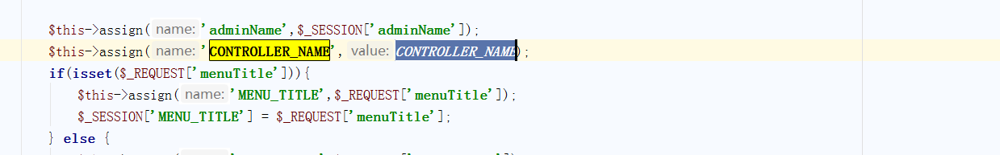 $this->assign( name: 'adminName',$_SESSION['adminName']);
$this->assign( name: 'CONTROLLER_NAME', value: CONTROLLER_NAME);
if(isset($_REQUEST['menuTitle'])){
$this->assign( name: 'MENU_TITLE',$_REQUEST['menuTitle']);
$_SESSION['MENU_TITLE'] = $_REQUEST['menuTitle'];
} else {